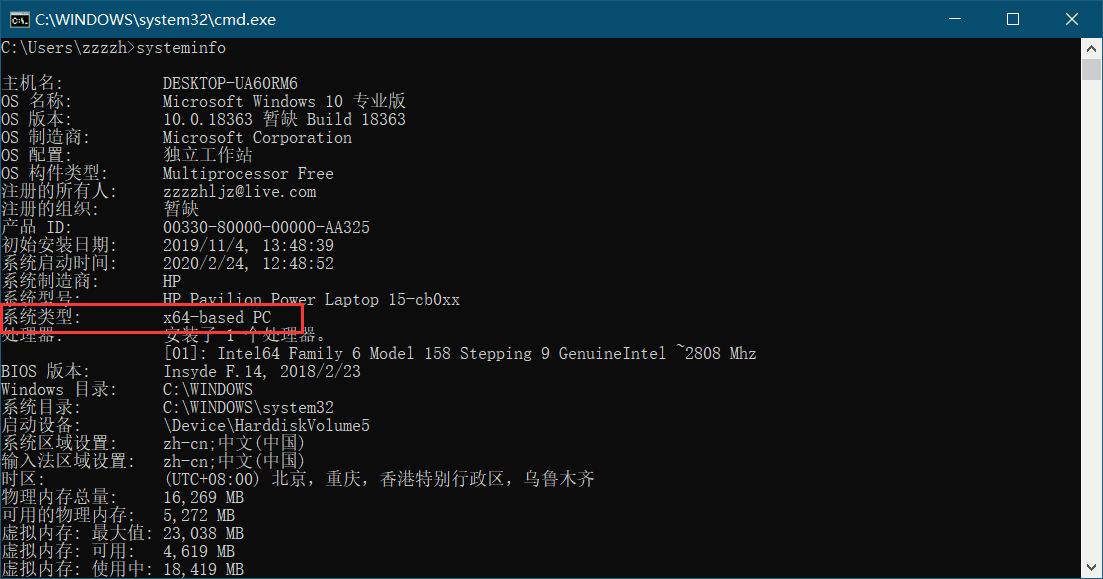 C:\WINDOWS\system32\cmd.exe
C:\Users\zzzzh>systeminfo
主机名: DESKTOP-UA60RM6
OS 名称: Microsoft Windows 10 专业版
OS 版本: 10.0.18363 暂缺 Build 18363
OS 制造商: Microsoft Corporation
OS 配置: 独立工作站
OS 构件类型: Multiprocessor Free
注册的所有人: zzzzhljz@live.com
注册的组织: 暂缺
产品 ID: 00330-80000-00000-AA325
初始安装日期: 2019/11/4, 13:48:39
系统启动时间: 2020/2/24, 12:48:52
系统制造商: HP
系统型号: HP Pavilion Power Laptop 15-cb0xx
系统类型: x64-based PC
处理器: 安装了 1 个处理器。
[01]: Intel64 Family 6 Model 158 Stepping 9 GenuineIntel ~2808 Mhz
BIOS 版本: Insyde F.14, 2018/2/23
Windows 目录: C:\WINDOWS
系统目录: C:\WINDOWS\system32
启动设备: \Device\HarddiskVolume5
系统区域设置: zh-cn;中文(中国)
输入法区域设置: zh-cn;中文(中国)
时区: (UTC+08:00) 北京，重庆，香港特别行政区，乌鲁木齐
物理内存总量: 16,269 MB
可用的物理内存: 5,272 MB
虚拟内存: 最大值: 23,038 MB
虚拟内存: 可用: 4,619 MB
虚拟内存: 使用中: 18,419 MB